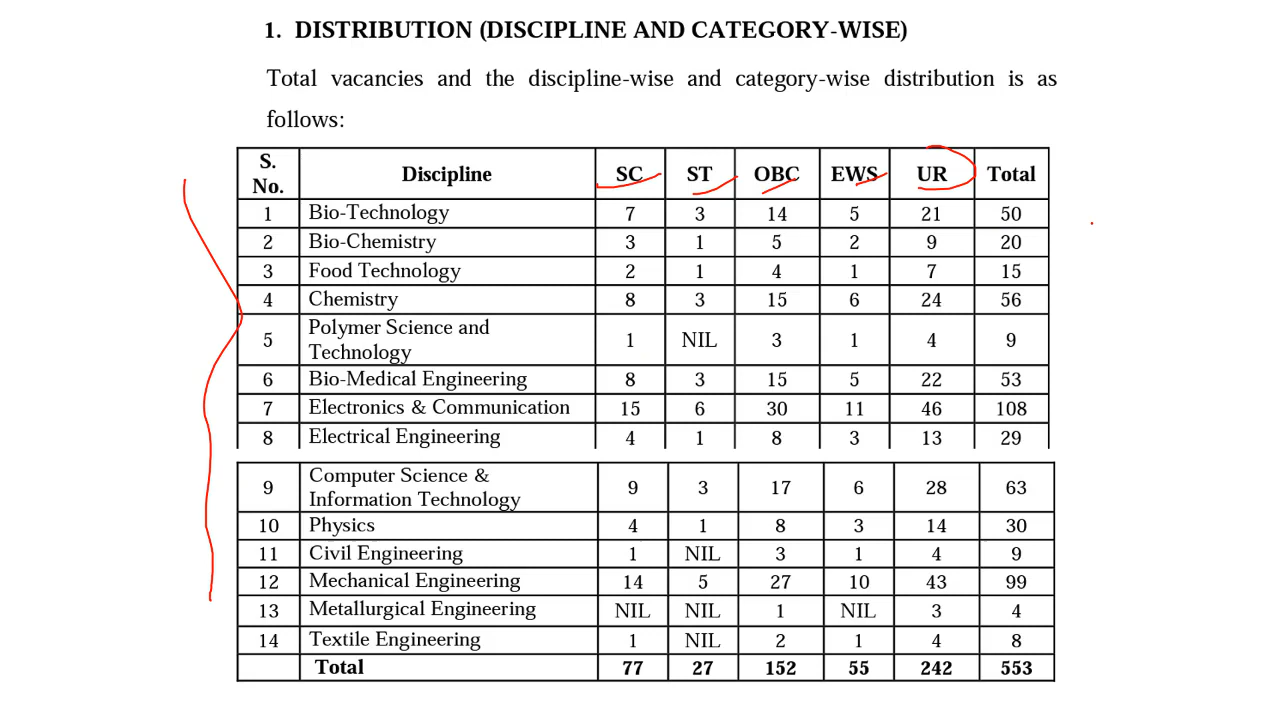 1. DISTRIBUTION (DISCIPLINE AND CATEGORY-WISE)
Total vacancies and the discipline-wise and category-wise distribution is as
follows:
S. No. Discipline SC ST OBC EWS UR Total
1 Bio-Technology 7 3 14 5 21 50
2 Bio-Chemistry 3 1 5 2 9 20
3 Food Technology 2 1 4 1 7 15
4 Chemistry 8 3 15 6 24 56
5 Polymer Science and Technology 1 NIL 3 1 4 9
6 Bio-Medical Engineering 8 3 15 5 22 53
7 Electronics & Communication 15 6 30 11 46 108
8 Electrical Engineering 4 1 8 3 13 29
9 Computer Science & Information Technology 9 3 17 6 28 63
10 Physics 4 1 8 3 14 30
11 Civil Engineering 1 NIL 3 1 4 9
12 Mechanical Engineering 14 5 27 10 43 99
13 Metallurgical Engineering NIL NIL 1 NIL 3 4
14 Textile Engineering 1 NIL 2 1 4 8
Total 77 27 152 55 242 553